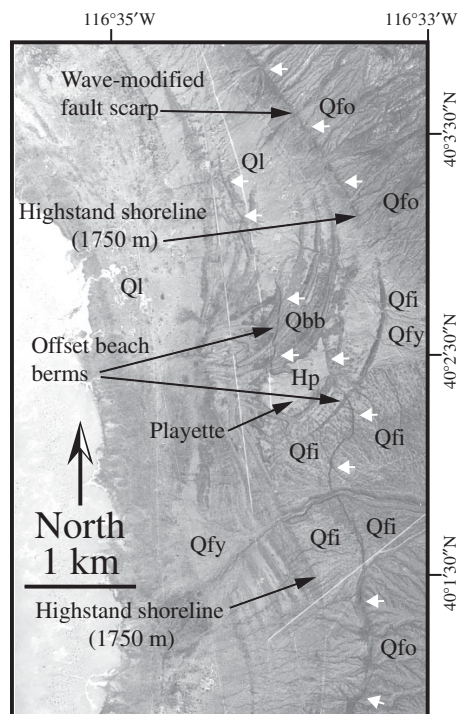 116°35′W
116°33′W
Wave-modified
fault scarp
Qfo
40°3′30″N
Ql
Highstand shoreline
(1750 m)
Qfo
Ql
Qbb
Qfi
Qfy
Offset beach
berms
40°2′30″N
Hp
Playette
Qfi
Qfi
North
1 km
Qfy
Qfi
Qfi
40°1′30″N
Highstand shoreline
(1750 m)
Qfo